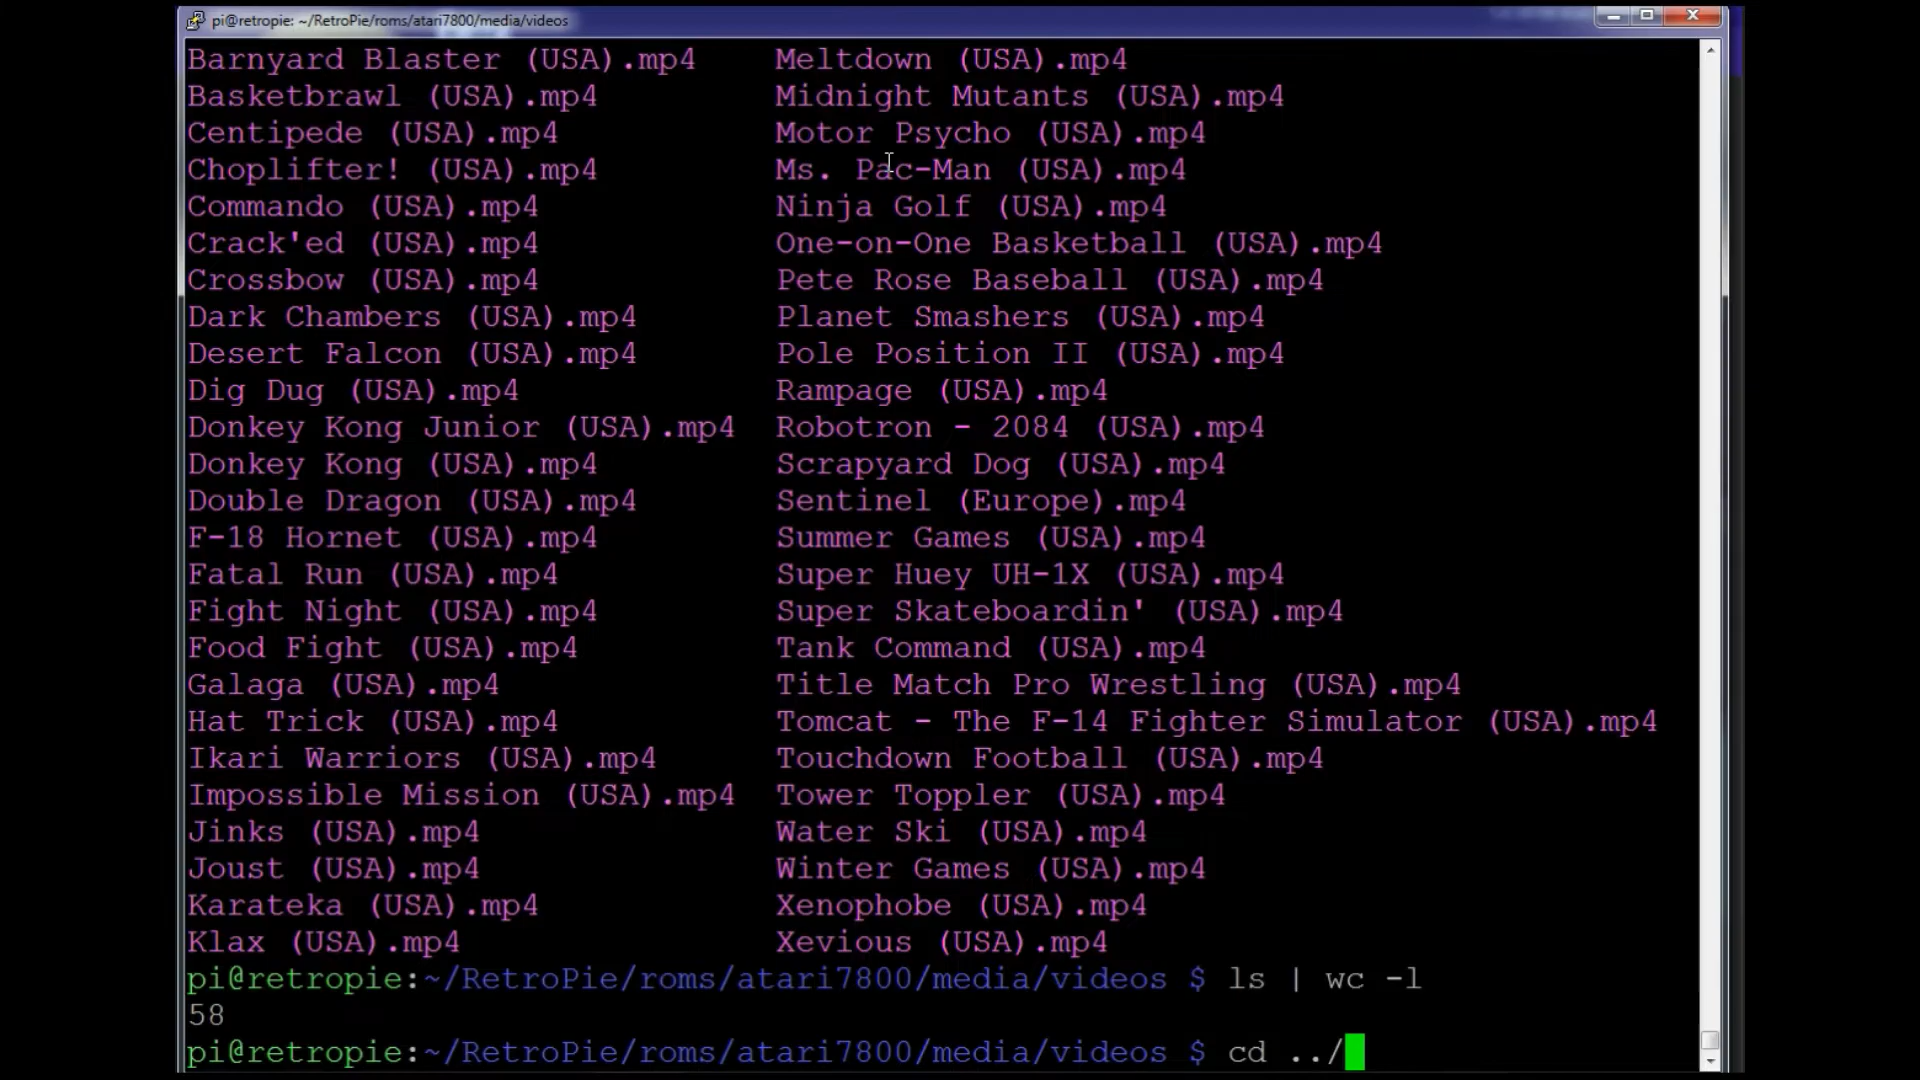 pi@retropie: ~/RetroPie/roms/atari7800/media/videos
Barnyard Blaster (USA).mp4    Meltdown (USA).mp4
Basketbrawl (USA).mp4    Midnight Mutants (USA).mp4
Centipede (USA).mp4    Motor Psycho (USA).mp4
Choplifter! (USA).mp4    Ms. Pac-Man (USA).mp4
Commando (USA).mp4    Ninja Golf (USA).mp4
Crack'ed (USA).mp4    One-on-One Basketball (USA).mp4
Crossbow (USA).mp4    Pete Rose Baseball (USA).mp4
Dark Chambers (USA).mp4    Planet Smashers (USA).mp4
Desert Falcon (USA).mp4    Pole Position II (USA).mp4
Dig Dug (USA).mp4    Rampage (USA).mp4
Donkey Kong Junior (USA).mp4    Robotron - 2084 (USA).mp4
Donkey Kong (USA).mp4    Scrapyard Dog (USA).mp4
Double Dragon (USA).mp4    Sentinel (Europe).mp4
F-18 Hornet (USA).mp4    Summer Games (USA).mp4
Fatal Run (USA).mp4    Super Huey UH-1X (USA).mp4
Fight Night (USA).mp4    Super Skateboardin' (USA).mp4
Food Fight (USA).mp4    Tank Command (USA).mp4
Galaga (USA).mp4    Title Match Pro Wrestling (USA).mp4
Hat Trick (USA).mp4    Tomcat - The F-14 Fighter Simulator (USA).mp4
Ikari Warriors (USA).mp4    Touchdown Football (USA).mp4
Impossible Mission (USA).mp4    Tower Toppler (USA).mp4
Jinks (USA).mp4    Water Ski (USA).mp4
Joust (USA).mp4    Winter Games (USA).mp4
Karateka (USA).mp4    Xenophobe (USA).mp4
Klax (USA).mp4    Xevious (USA).mp4
pi@retropie:~/RetroPie/roms/atari7800/media/videos $ ls | wc -l
58
pi@retropie:~/RetroPie/roms/atari7800/media/videos $ cd ../